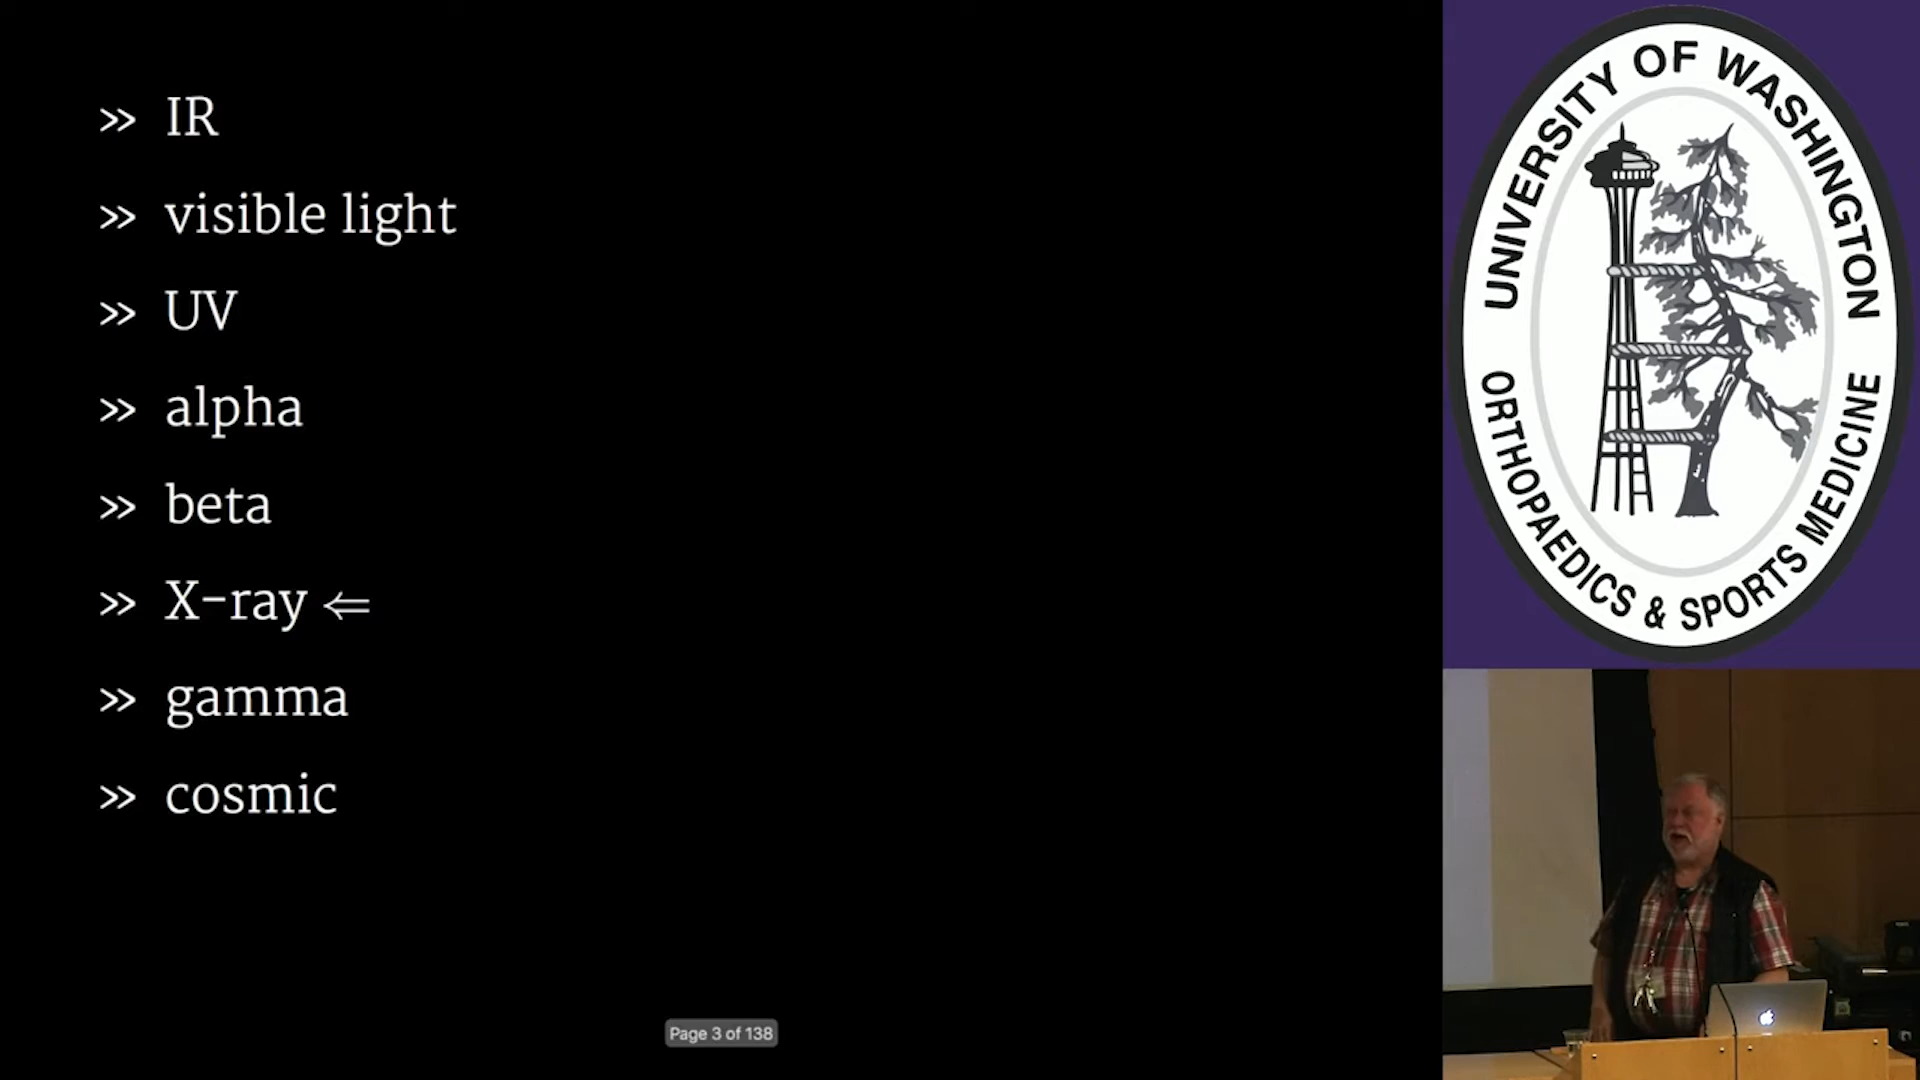 » IR
» visible light
» UV
» alpha
» beta
» X-ray ⇐
» gamma
» cosmic
Page 3 of 138
UNIVERSITY OF WASHINGTON
ORTHOPAEDICS & SPORTS MEDICINE